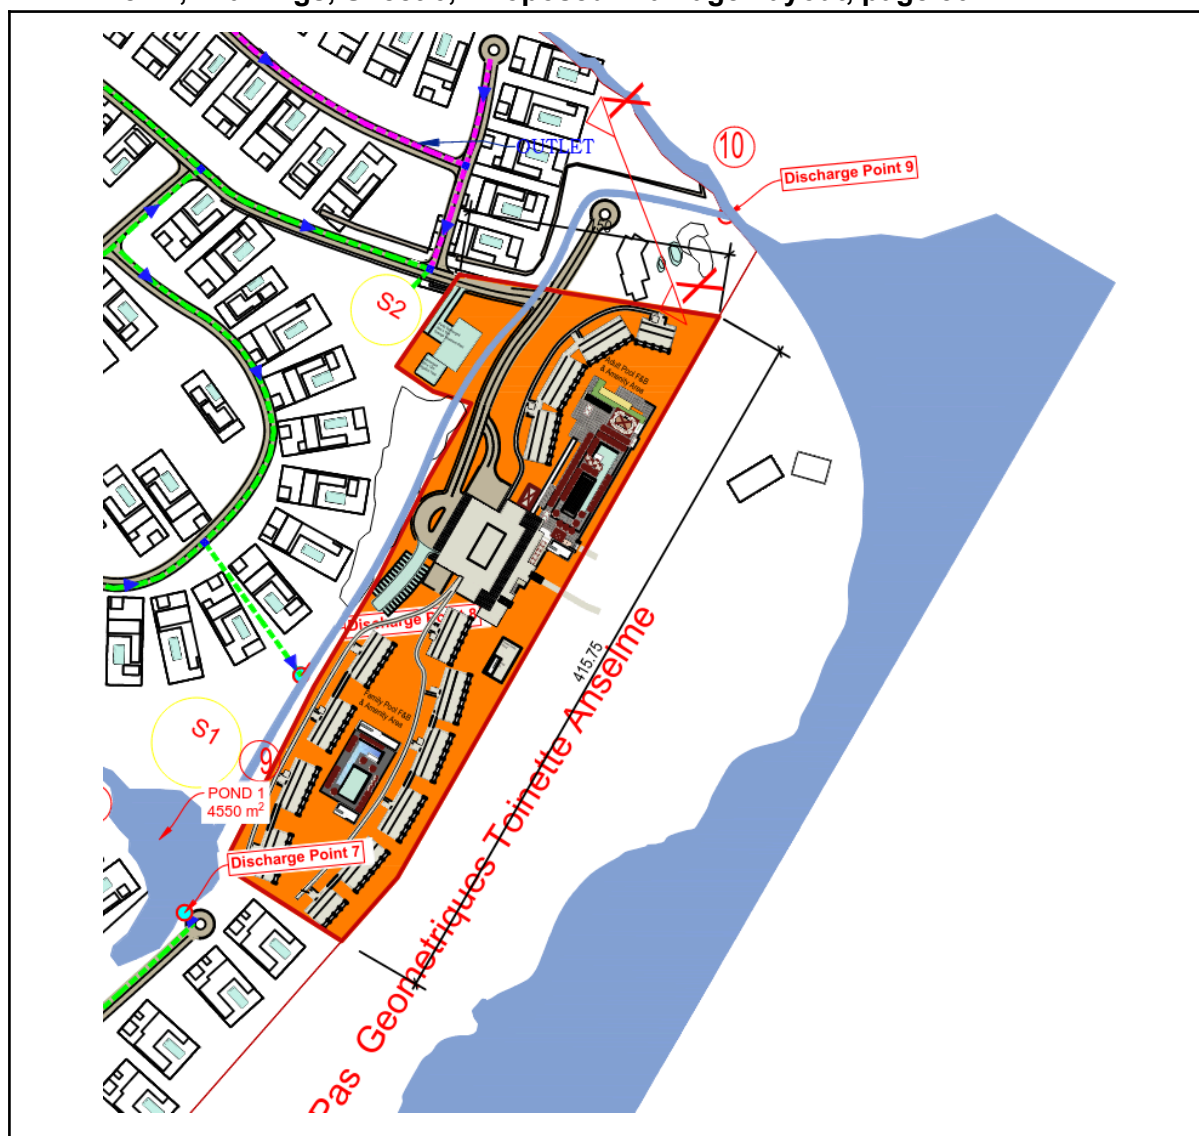 OUTLET
10
Discharge Point 9
S2
Adult Pool F&B
& Amenity Area
Discharge Point 8
415.75
Pas Geometriques Toinette Anselme
Family Pool F&B
& Amenity Area
S1
9
POND 1
4550 m²
Discharge Point 7